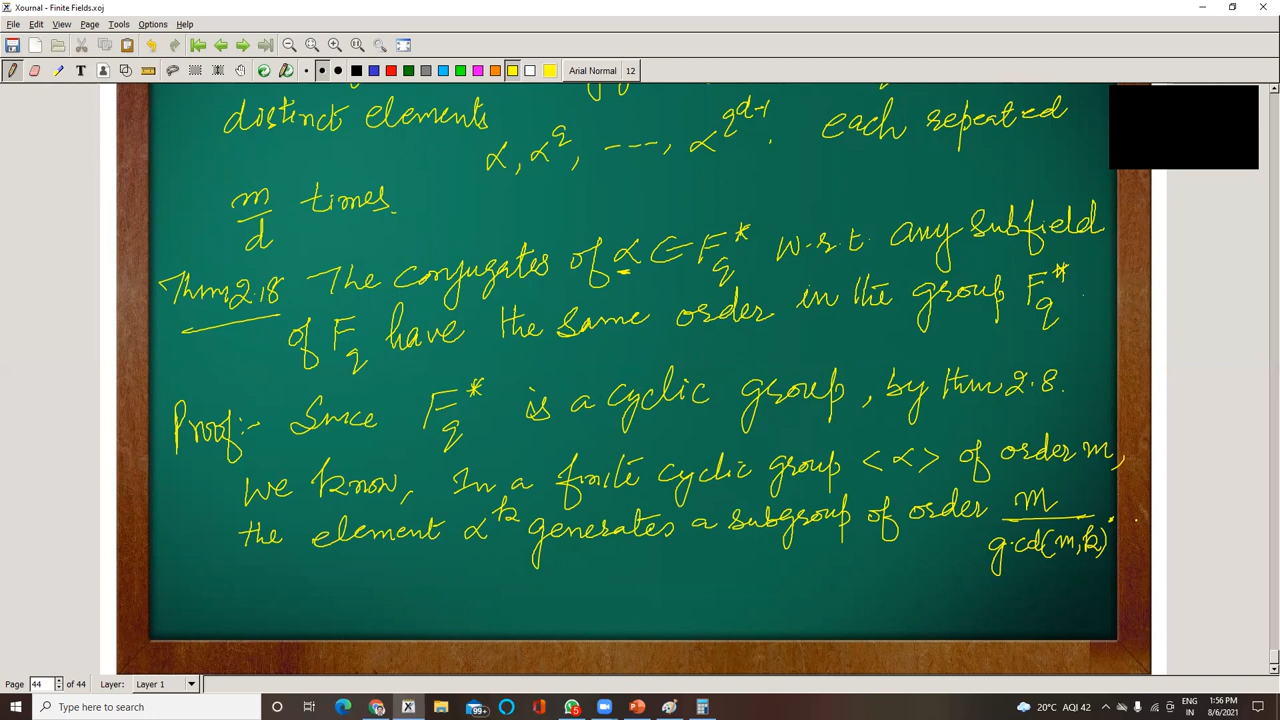 Xournal - Finite Fields.xoj
File Edit View Page Tools Options Help
Arial Normal 12
distinct elements
α, α^q, ---, α^{q^{d-1}}. each repeated
m/d times.
Thm 2.18 The conjugates of α ∈ F_q^* w.r.t. any subfield
of F_q have the same order in the group F_q^*.
Proof:- Since F_q^* is a cyclic group, by thm 2.8.
We know, In a finite cyclic group <α> of order m,
the element α^k generates a subgroup of order m/g.cd(m,k).
Page 44 of 44 Layer: Layer 1
Type here to search
99+
5
20°C AQI 42
ENG
IN
1:56 PM
8/6/2021